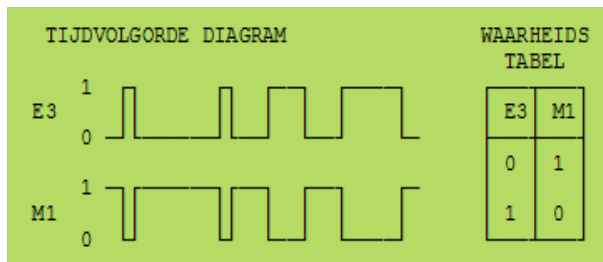 TIJDVOLGORDE DIAGRAM
1
E3
0
1
M1
0
WAARHEIDS
TABEL
E3 M1
0 1
1 0